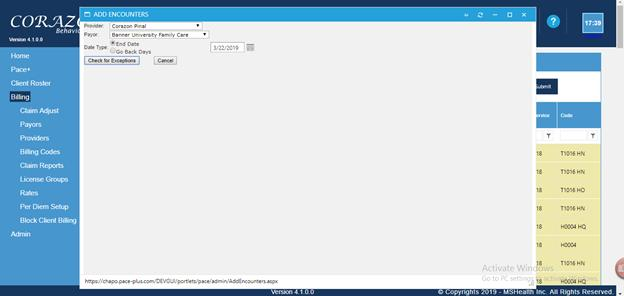 CORAZO
Behavio
Version 4.1.0.0
ADD ENCOUNTERS
?
17:39
Provider: Corazon Pinal
Payor: Banner University Family Care
Date Type: End Date
Go Back Days
3/22/2019
Check for Exceptions Cancel
Home
Pace+
Client Roster
Billing
Claim Adjust
Payors
Providers
Billing Codes
Claim Reports
License Groups
Rates
Per Diem Setup
Block Client Billing
Admin
Submit
ervice Code
18 T1016 HN
18 T1016 HN
18 T1016 HO
18 H0004 HQ
18 H0004
18 T1016 HN
18 H0004 HQ
Activate Windows
Go to PC settings to activate Windows.
https://chapo.pace-plus.com/DEVGUI/portlets/pace/admin/AddEncounters.aspx
Version 4.1.0.0
© Copyrights 2019 - MSHealth Inc. All Rights Reserved.